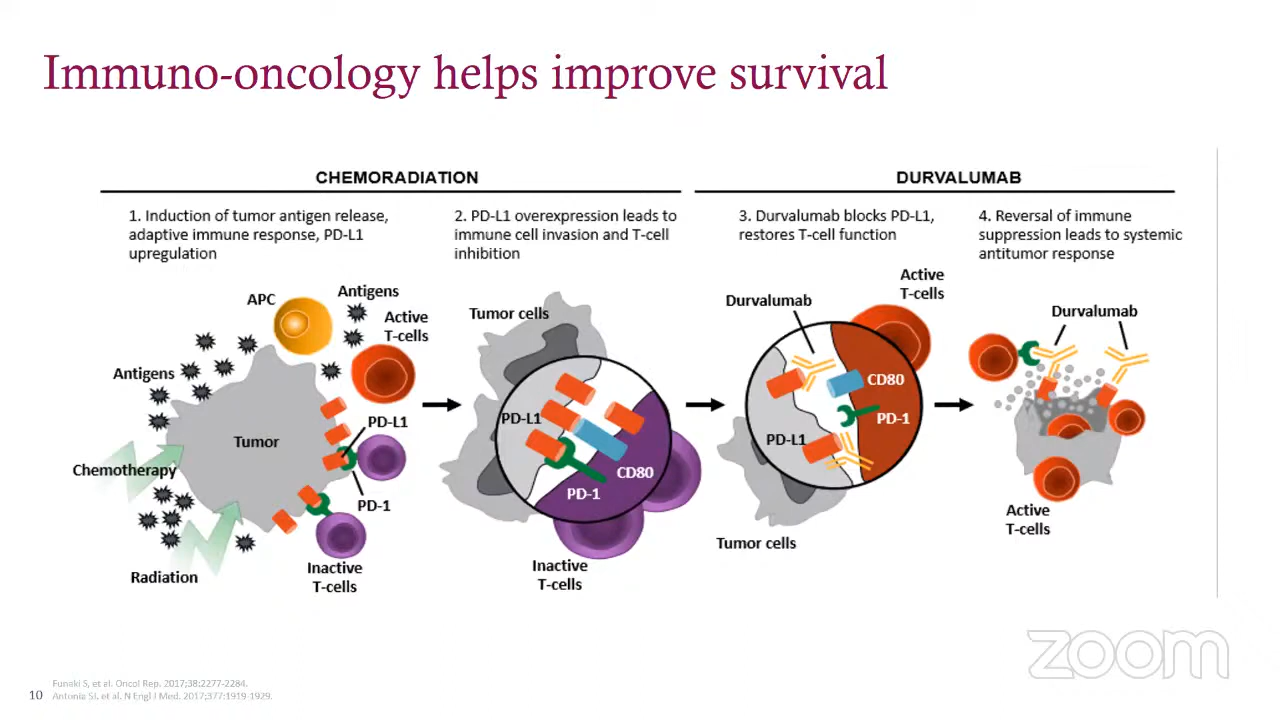 Immuno-oncology helps improve survival
CHEMORADIATION
1. Induction of tumor antigen release,
adaptive immune response, PD-L1
upregulation
2. PD-L1 overexpression leads to
immune cell invasion and T-cell
inhibition
DURVALUMAB
3. Durvalumab blocks PD-L1,
restores T-cell function
4. Reversal of immune
suppression leads to systemic
antitumor response
APC
Antigens
Active
T-cells
Antigens
Tumor
PD-L1
Chemotherapy
PD-1
Radiation
Inactive
T-cells
Tumor cells
PD-L1
CD80
PD-1
Inactive
T-cells
Durvalumab
Active
T-cells
CD80
PD-1
PD-L1
Tumor cells
Durvalumab
Active
T-cells
zoom
Funaki S, et al. Oncol Rep. 2017;38:2277-2284.
10 Antonia SJ, et al. N Engl J Med. 2017;377:1919-1929.